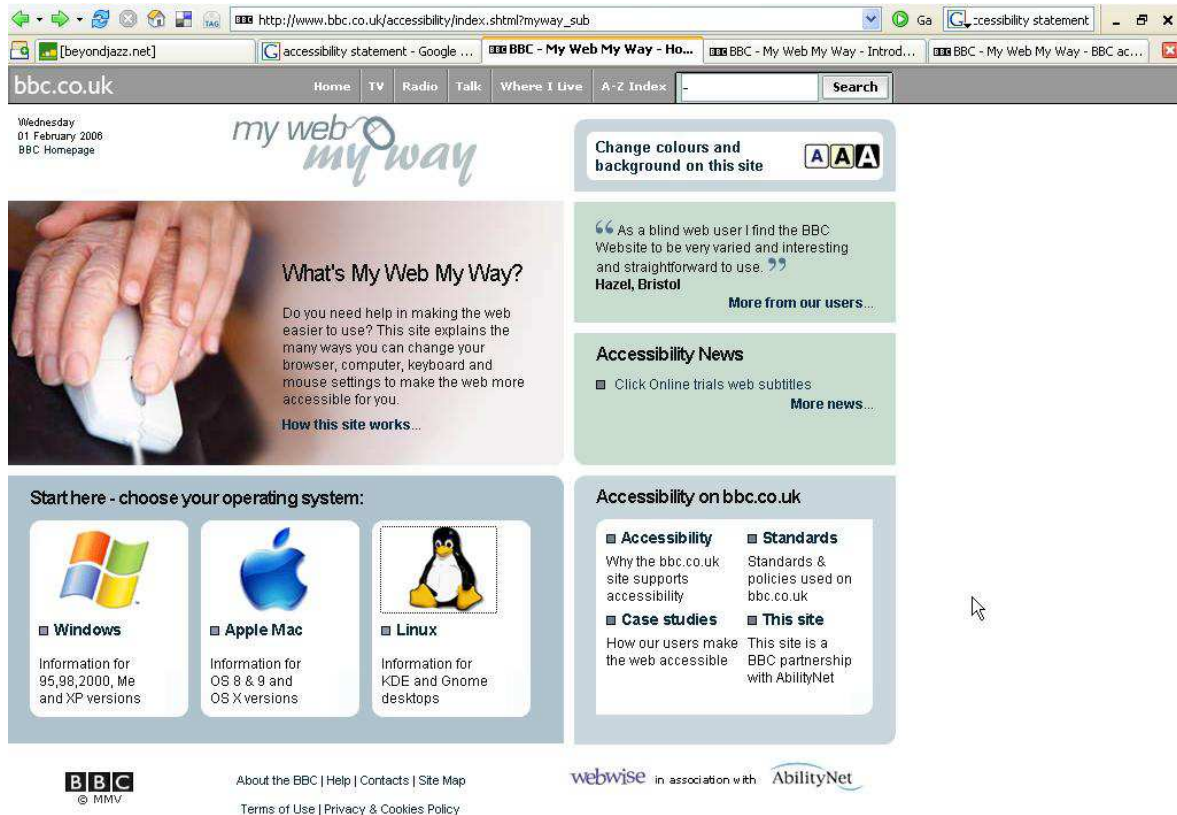 TAG
http://www.bbc.co.uk/accessibility/index.shtml?myway_sub
Ga
G cessibility statement
[beyondjazz.net]
G accessibility statement - Google ...
BBC BBC - My Web My Way - Ho...
BBC BBC - My Web My Way - Introd...
BBC BBC - My Web My Way - BBC ac...
bbc.co.uk
Home
TV
Radio
Talk
Where I Live
A-Z Index
-
Search
Wednesday
01 February 2006
BBC Homepage
my web
my way
Change colours and
background on this site
A A A
What's My Web My Way?
Do you need help in making the web
easier to use? This site explains the
many ways you can change your
browser, computer, keyboard and
mouse settings to make the web more
accessible for you.
How this site works...
“ As a blind web user I find the BBC
Website to be very varied and interesting
and straightforward to use. ”
Hazel, Bristol
More from our users...
Accessibility News
Click Online trials web subtitles
More news...
Start here - choose your operating system:
Windows
Information for
95,98,2000, Me
and XP versions
Apple Mac
Information for
OS 8 & 9 and
OS X versions
Linux
Information for
KDE and Gnome
desktops
Accessibility on bbc.co.uk
Accessibility
Why the bbc.co.uk
site supports
accessibility
Standards
Standards &
policies used on
bbc.co.uk
Case studies
How our users make
the web accessible
This site
This site is a
BBC partnership
with AbilityNet
BBC
© MMV
About the BBC | Help | Contacts | Site Map
Terms of Use | Privacy & Cookies Policy
webwise in association with AbilityNet